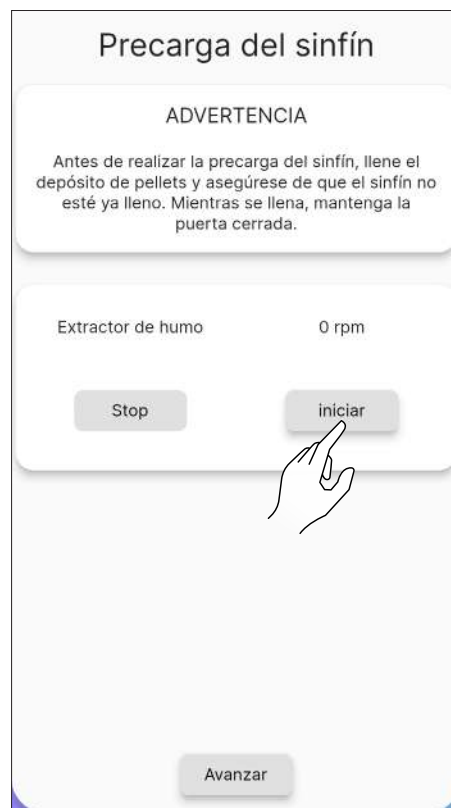 Precarga del sinfín
ADVERTENCIA
Antes de realizar la precarga del sinfín, llene el
depósito de pellets y asegúrese de que el sinfín no
esté ya lleno. Mientras se llena, mantenga la
puerta cerrada.
Extractor de humo 0 rpm
Stop iniciar
Avanzar